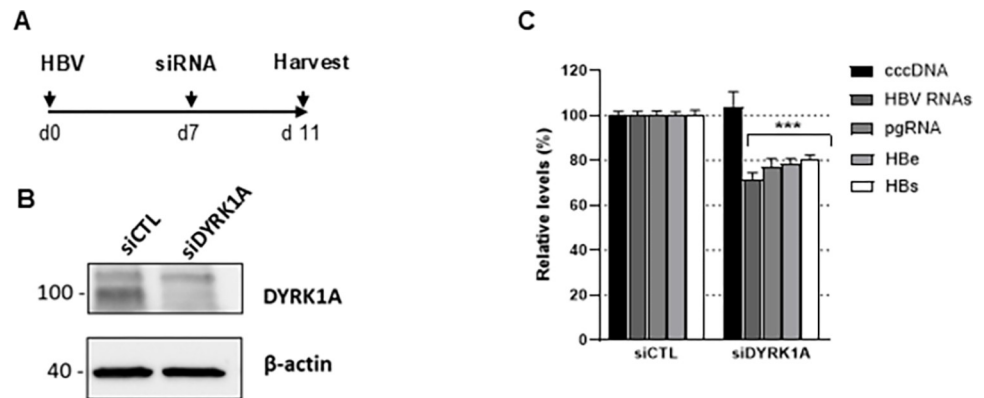 A
HBV siRNA Harvest
d0 d7 d 11
B
siCTL siDYRK1A
100 - DYRK1A
40 - β-actin
C
Relative levels (%)
120
100
80
60
40
20
0
***
siCTL siDYRK1A
cccDNA
HBV RNAs
pgRNA
HBe
HBs